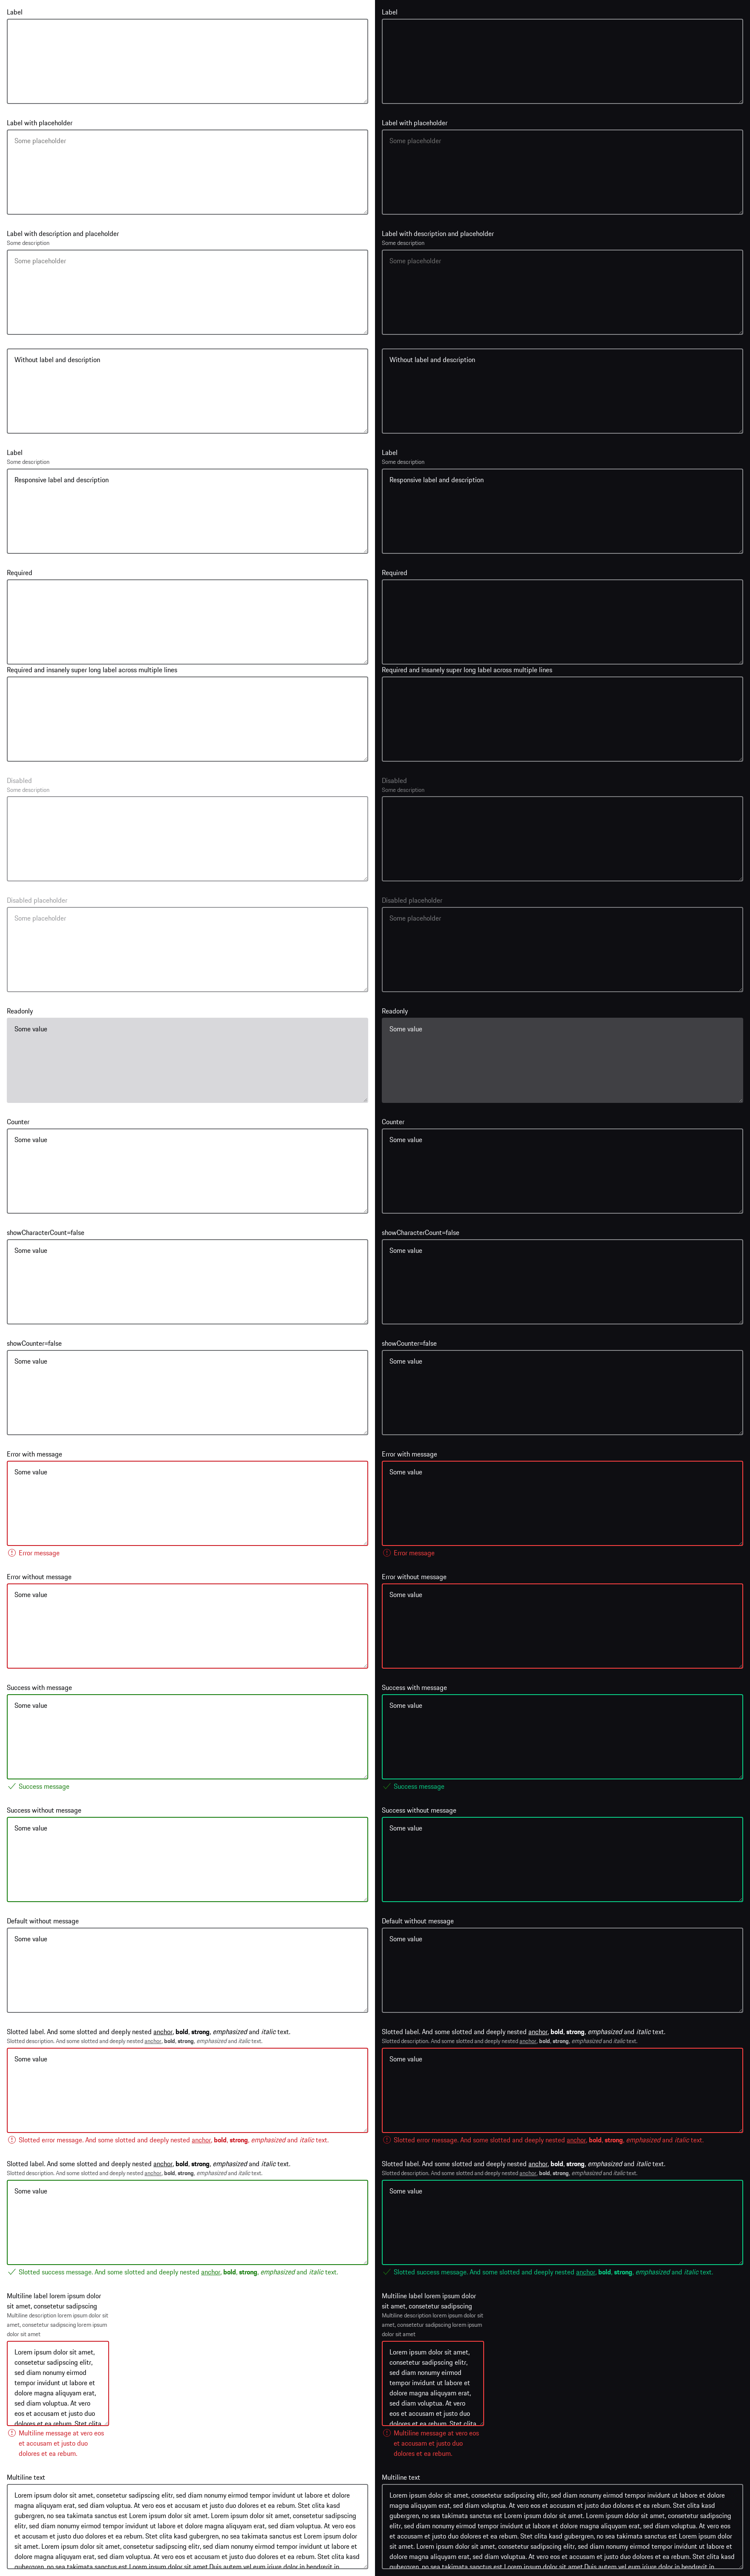 Label
Label with placeholder
Some placeholder
Label with description and placeholder
Some description
Some placeholder
Without label and description
Label
Some description
Responsive label and description
Required
Required and insanely super long label across multiple lines
Disabled
Some description
Disabled placeholder
Some placeholder
Readonly
Some value
Counter
Some value
showCharacterCount=false
Some value
showCounter=false
Some value
Error with message
Some value
Error message
Error without message
Some value
Success with message
Some value
Success message
Success without message
Some value
Default without message
Some value
Slotted label. And some slotted and deeply nested anchor, bold, strong, emphasized and italic text.
Slotted description. And some slotted and deeply nested anchor, bold, strong, emphasized and italic text.
Some value
Slotted error message. And some slotted and deeply nested anchor, bold, strong, emphasized and italic text.
Slotted label. And some slotted and deeply nested anchor, bold, strong, emphasized and italic text.
Slotted description. And some slotted and deeply nested anchor, bold, strong, emphasized and italic text.
Some value
Slotted success message. And some slotted and deeply nested anchor, bold, strong, emphasized and italic text.
Multiline label lorem ipsum dolor
sit amet, consetetur sadipscing
Multiline description lorem ipsum dolor sit
amet, consetetur sadipscing lorem ipsum
dolor sit amet
Lorem ipsum dolor sit amet,
consetetur sadipscing elitr,
sed diam nonumy eirmod
tempor invidunt ut labore et
dolore magna aliquyam erat,
sed diam voluptua. At vero
eos et accusam et justo duo
dolores et ea rebum. Stet clita
Multiline message at vero eos
et accusam et justo duo
dolores et ea rebum.
Multiline text
Lorem ipsum dolor sit amet, consetetur sadipscing elitr, sed diam nonumy eirmod tempor invidunt ut labore et dolore
magna aliquyam erat, sed diam voluptua. At vero eos et accusam et justo duo dolores et ea rebum. Stet clita kasd
gubergren, no sea takimata sanctus est Lorem ipsum dolor sit amet. Lorem ipsum dolor sit amet, consetetur sadipscing
elitr, sed diam nonumy eirmod tempor invidunt ut labore et dolore magna aliquyam erat, sed diam voluptua. At vero eos
et accusam et justo duo dolores et ea rebum. Stet clita kasd gubergren, no sea takimata sanctus est Lorem ipsum dolor
sit amet. Lorem ipsum dolor sit amet, consetetur sadipscing elitr, sed diam nonumy eirmod tempor invidunt ut labore et
dolore magna aliquyam erat, sed diam voluptua. At vero eos et accusam et justo duo dolores et ea rebum. Stet clita kasd
gubergren, no sea takimata sanctus est Lorem ipsum dolor sit amet.Duis autem vel eum iriure dolor in hendrerit in
Label
Label with placeholder
Some placeholder
Label with description and placeholder
Some description
Some placeholder
Without label and description
Label
Some description
Responsive label and description
Required
Required and insanely super long label across multiple lines
Disabled
Some description
Disabled placeholder
Some placeholder
Readonly
Some value
Counter
Some value
showCharacterCount=false
Some value
showCounter=false
Some value
Error with message
Some value
Error message
Error without message
Some value
Success with message
Some value
Success message
Success without message
Some value
Default without message
Some value
Slotted label. And some slotted and deeply nested anchor, bold, strong, emphasized and italic text.
Slotted description. And some slotted and deeply nested anchor, bold, strong, emphasized and italic text.
Some value
Slotted error message. And some slotted and deeply nested anchor, bold, strong, emphasized and italic text.
Slotted label. And some slotted and deeply nested anchor, bold, strong, emphasized and italic text.
Slotted description. And some slotted and deeply nested anchor, bold, strong, emphasized and italic text.
Some value
Slotted success message. And some slotted and deeply nested anchor, bold, strong, emphasized and italic text.
Multiline label lorem ipsum dolor
sit amet, consetetur sadipscing
Multiline description lorem ipsum dolor sit
amet, consetetur sadipscing lorem ipsum
dolor sit amet
Lorem ipsum dolor sit amet,
consetetur sadipscing elitr,
sed diam nonumy eirmod
tempor invidunt ut labore et
dolore magna aliquyam erat,
sed diam voluptua. At vero
eos et accusam et justo duo
dolores et ea rebum. Stet clita
Multiline message at vero eos
et accusam et justo duo
dolores et ea rebum.
Multiline text
Lorem ipsum dolor sit amet, consetetur sadipscing elitr, sed diam nonumy eirmod tempor invidunt ut labore et dolore
magna aliquyam erat, sed diam voluptua. At vero eos et accusam et justo duo dolores et ea rebum. Stet clita kasd
gubergren, no sea takimata sanctus est Lorem ipsum dolor sit amet. Lorem ipsum dolor sit amet, consetetur
sadipscing elitr, sed diam nonumy eirmod tempor invidunt ut labore et dolore magna aliquyam erat, sed diam voluptua. At vero
eos et accusam et justo duo dolores et ea rebum. Stet clita kasd gubergren, no sea takimata sanctus est Lorem ipsum dolor
sit amet. Lorem ipsum dolor sit amet, consetetur sadipscing elitr, sed diam nonumy eirmod tempor invidunt ut labore et
dolore magna aliquyam erat, sed diam voluptua. At vero eos et accusam et justo duo dolores et ea rebum. Stet clita kasd
gubergren, no sea takimata sanctus est Lorem ipsum dolor sit amet.Duis autem vel eum iriure dolor in hendrerit in